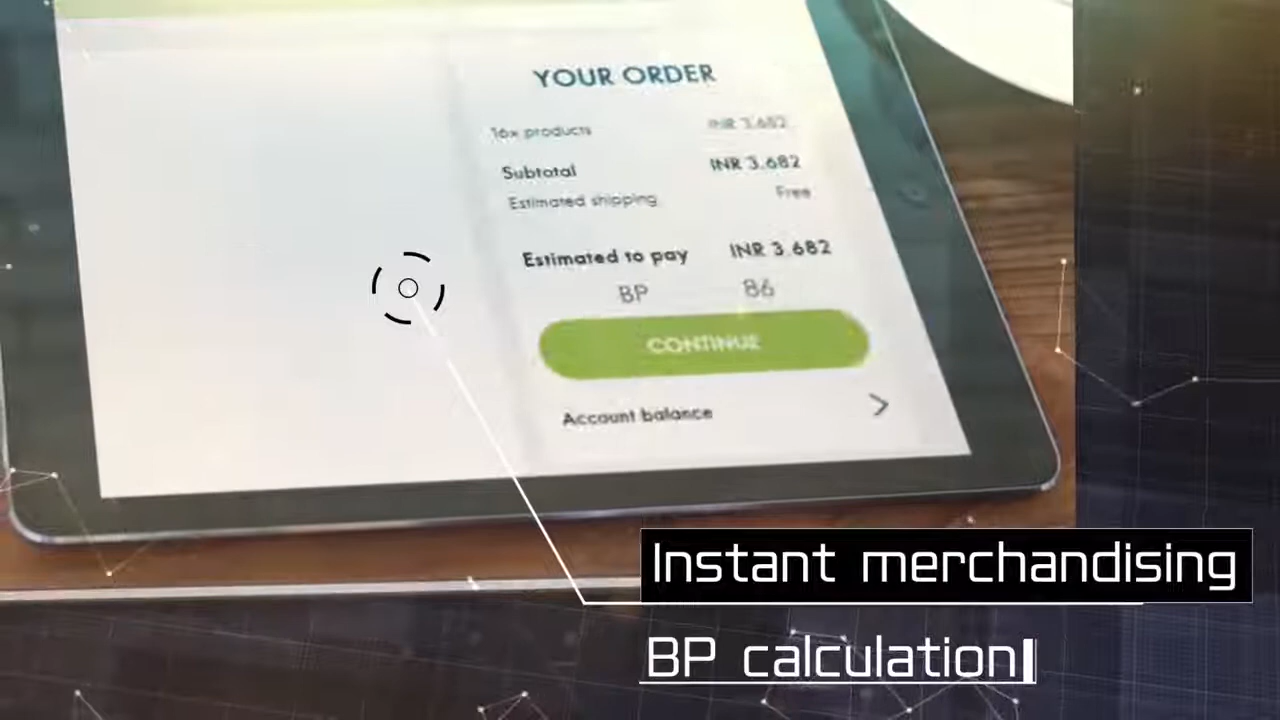 YOUR ORDER
16x products INR 3.682
Subtotal INR 3.682
Estimated shipping Free
Estimated to pay INR 3.682
BP 86
CONTINUE
Account balance
Instant merchandising
BP calculation